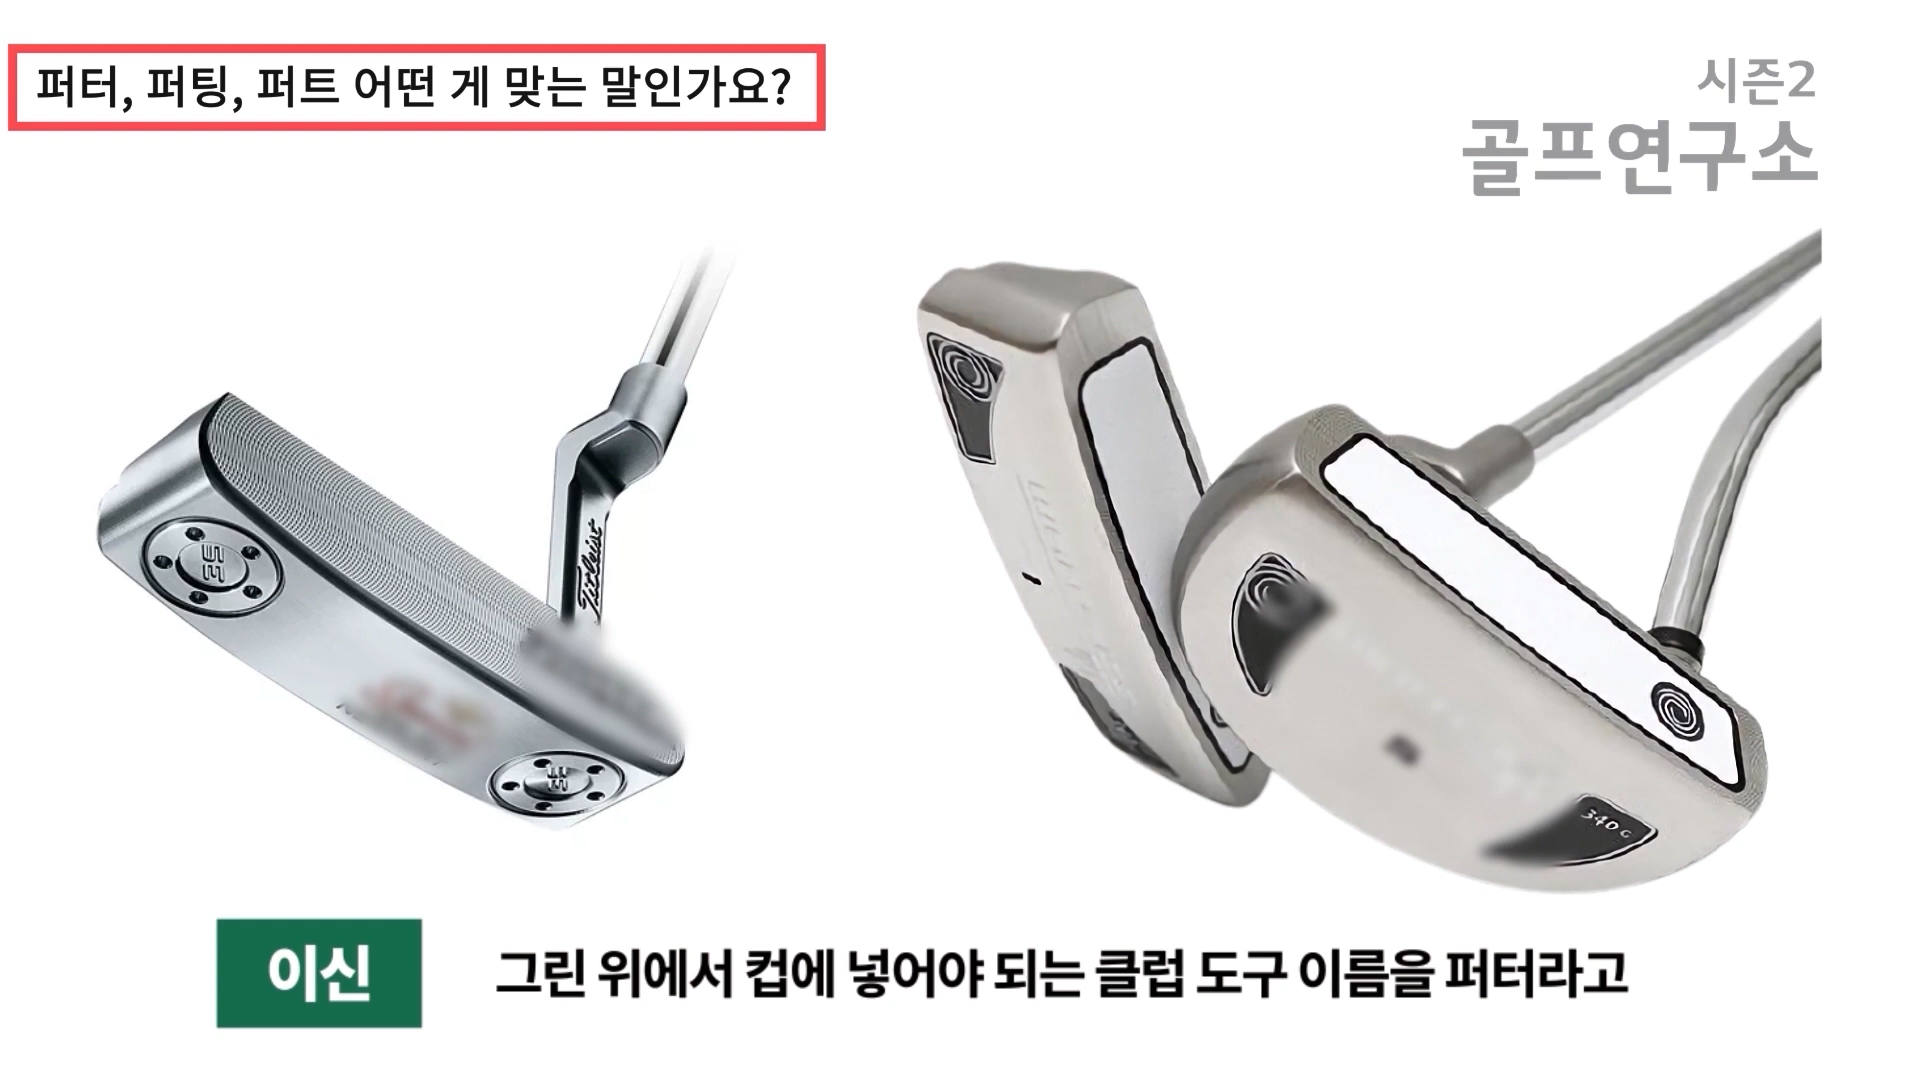 퍼터, 퍼팅, 퍼트 어떤 게 맞는 말인가요?
시즌2
골프연구소
Titleist
340 G
이신
그린 위에서 컵에 넣어야 되는 클럽 도구 이름을 퍼터라고